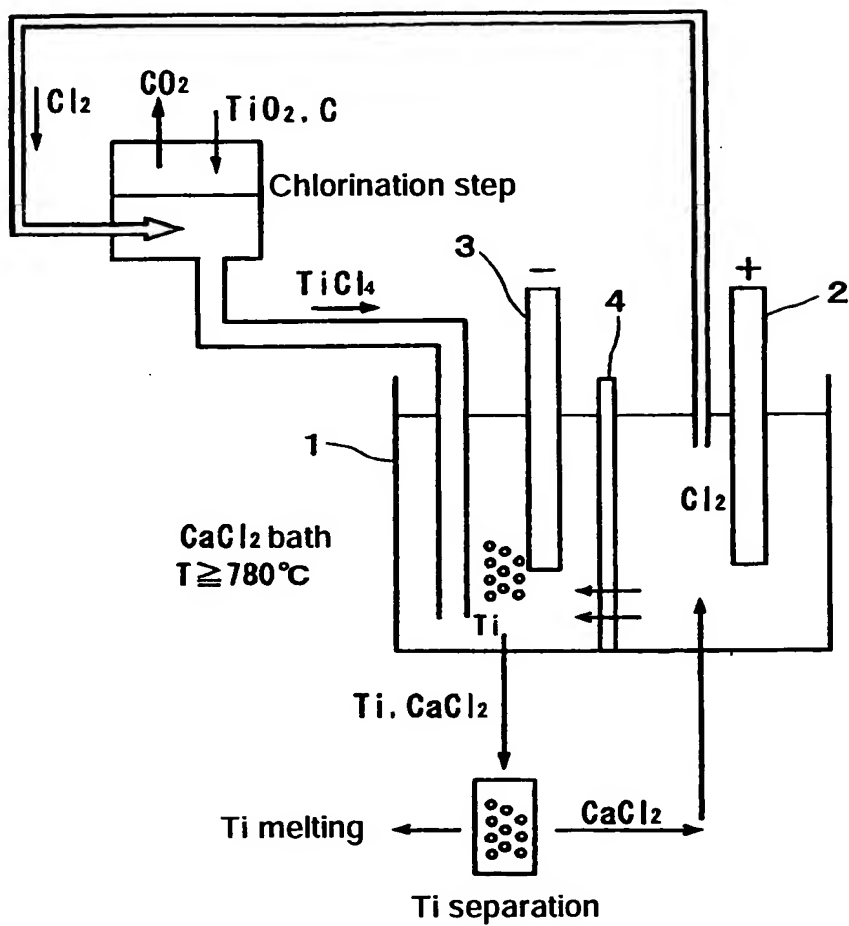 CO2
Cl2
TiO2, C
Chlorination step
TiCl4
3
−
+
2
4
1
Cl2
CaCl2 bath
T≧780°C
Ti
Ti, CaCl2
Ti melting
CaCl2
Ti separation